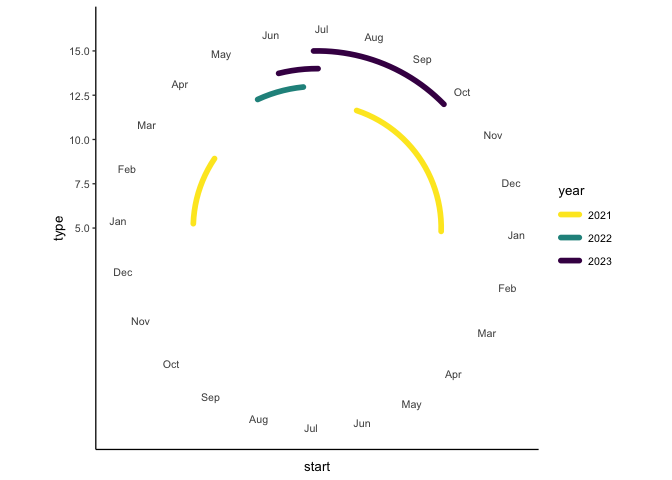 Jul
Jun
Aug
May
Sep
Apr
Oct
Mar
Nov
Feb
Dec
Jan
Jan
Dec
Feb
Nov
Mar
Oct
Apr
Sep
May
Aug
Jun
Jul
15.0
12.5
10.0
7.5
5.0
type
start
year
2021
2022
2023